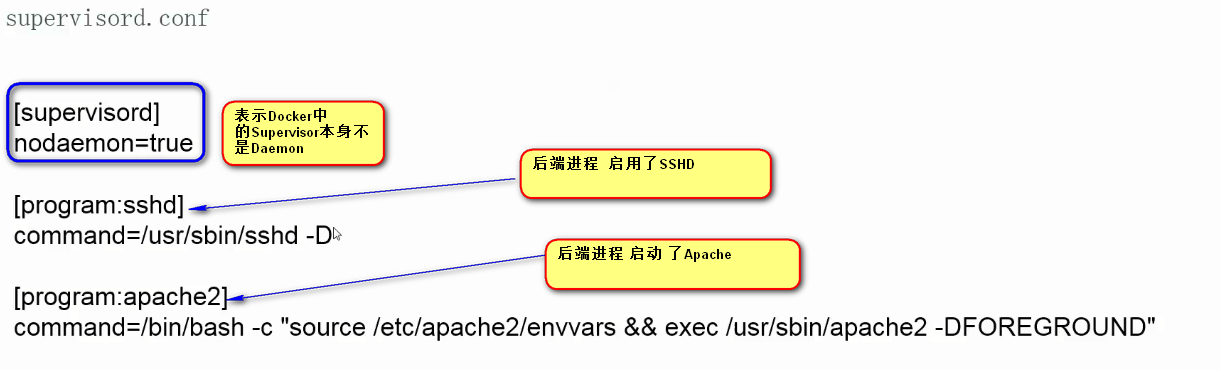 supervisord.conf
[supervisord]
nodaemon=true
表示Docker中
的Supervisor本身不
是Daemon
后端进程 启用了SSHD
[program:sshd]
command=/usr/sbin/sshd -D
后端进程 启动 了Apache
[program:apache2]
command=/bin/bash -c "source /etc/apache2/envvars && exec /usr/sbin/apache2 -DFOREGROUND"